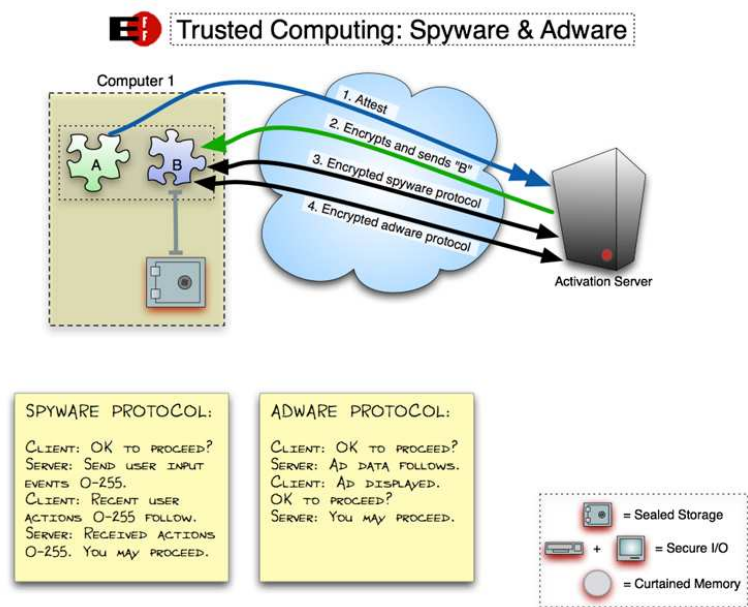 EFF Trusted Computing: Spyware & Adware
Computer 1
A
B
1. Attest
2. Encrypts and sends "B"
3. Encrypted spyware protocol
4. Encrypted adware protocol
Activation Server
SPYWARE PROTOCOL:
CLIENT: OK TO PROCEED?
SERVER: SEND USER INPUT
EVENTS 0-255.
CLIENT: RECENT USER
ACTIONS 0-255 FOLLOW.
SERVER: RECEIVED ACTIONS
0-255. YOU MAY PROCEED.
ADWARE PROTOCOL:
CLIENT: OK TO PROCEED?
SERVER: AD DATA FOLLOWS.
CLIENT: AD DISPLAYED.
OK TO PROCEED?
SERVER: YOU MAY PROCEED.
= Sealed Storage
+ = Secure I/O
= Curtained Memory